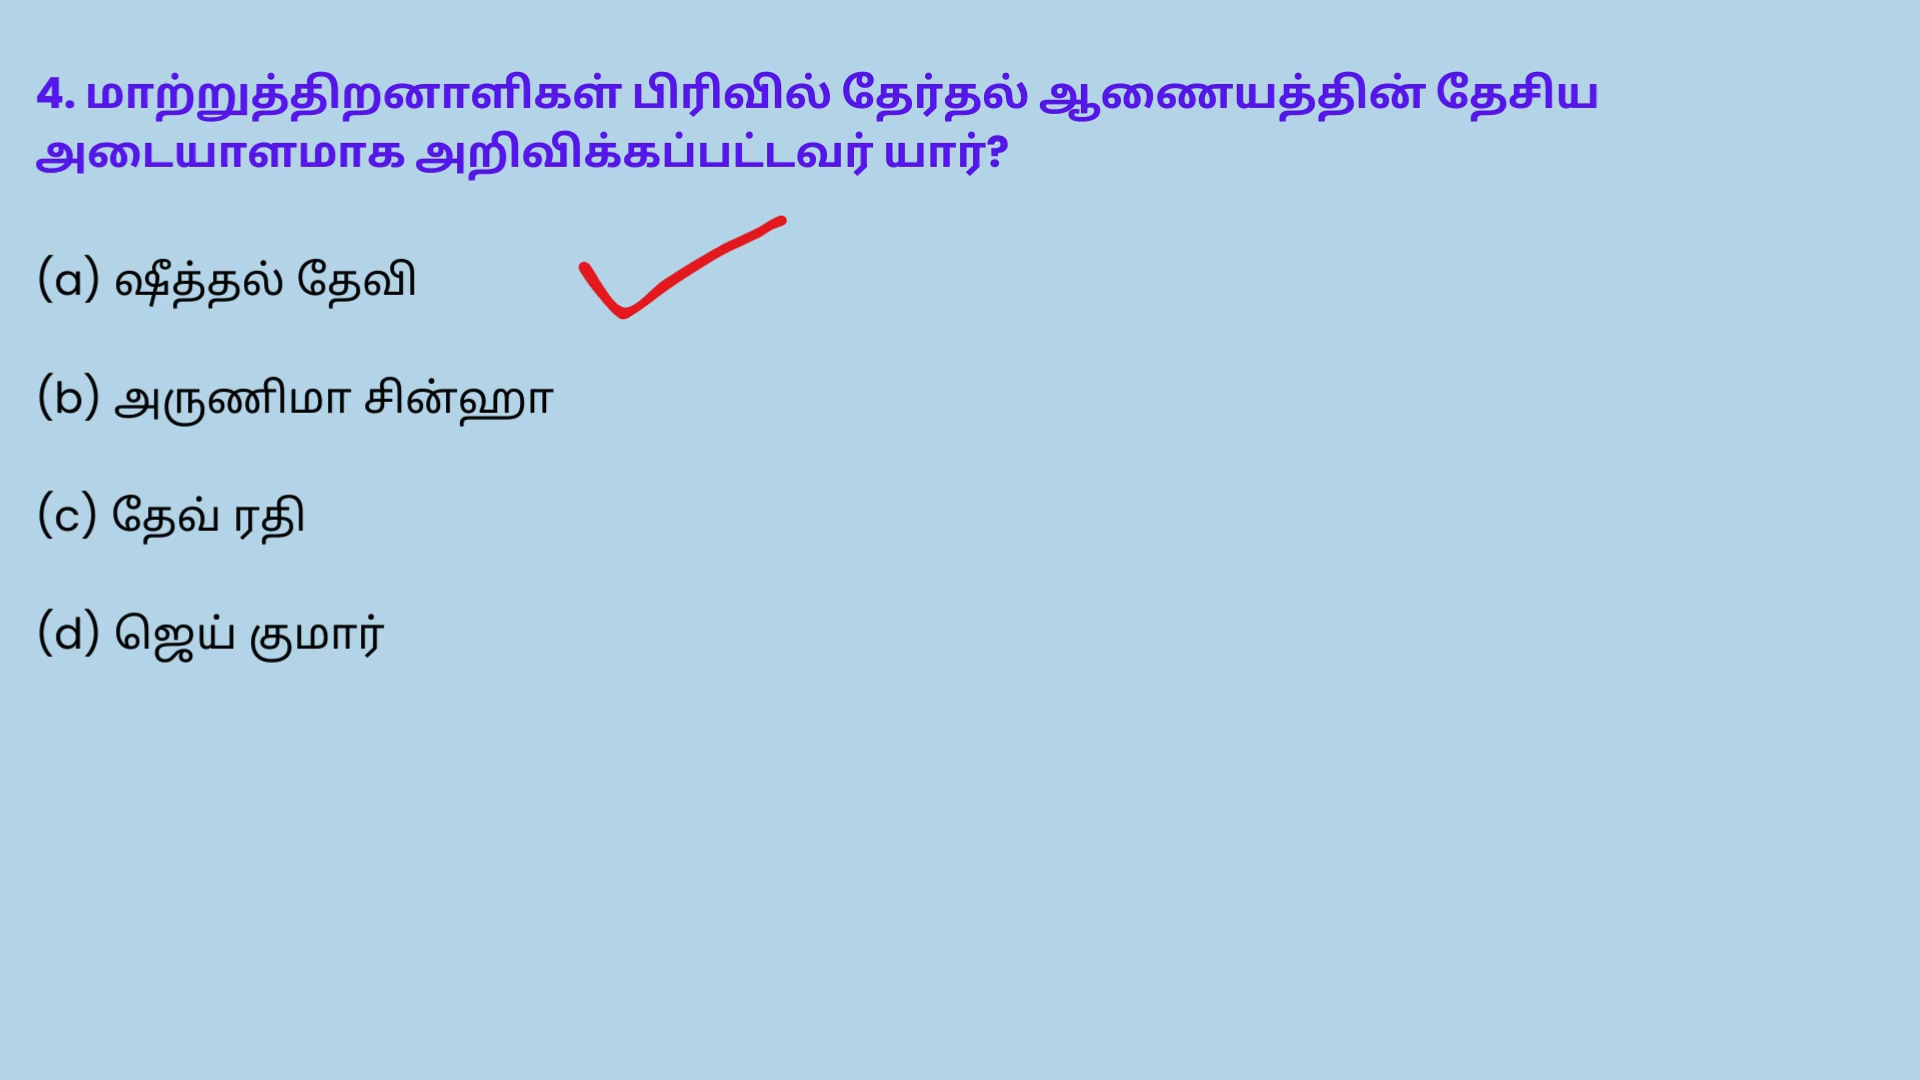 4. மாற்றுத்திறனாளிகள் பிரிவில் தேர்தல் ஆணையத்தின் தேசிய
அடையாளமாக அறிவிக்கப்பட்டவர் யார்?
(a) ஷீத்தல் தேவி
(b) அருணிமா சின்ஹா
(c) தேவ் ரதி
(d) ஜெய் குமார்